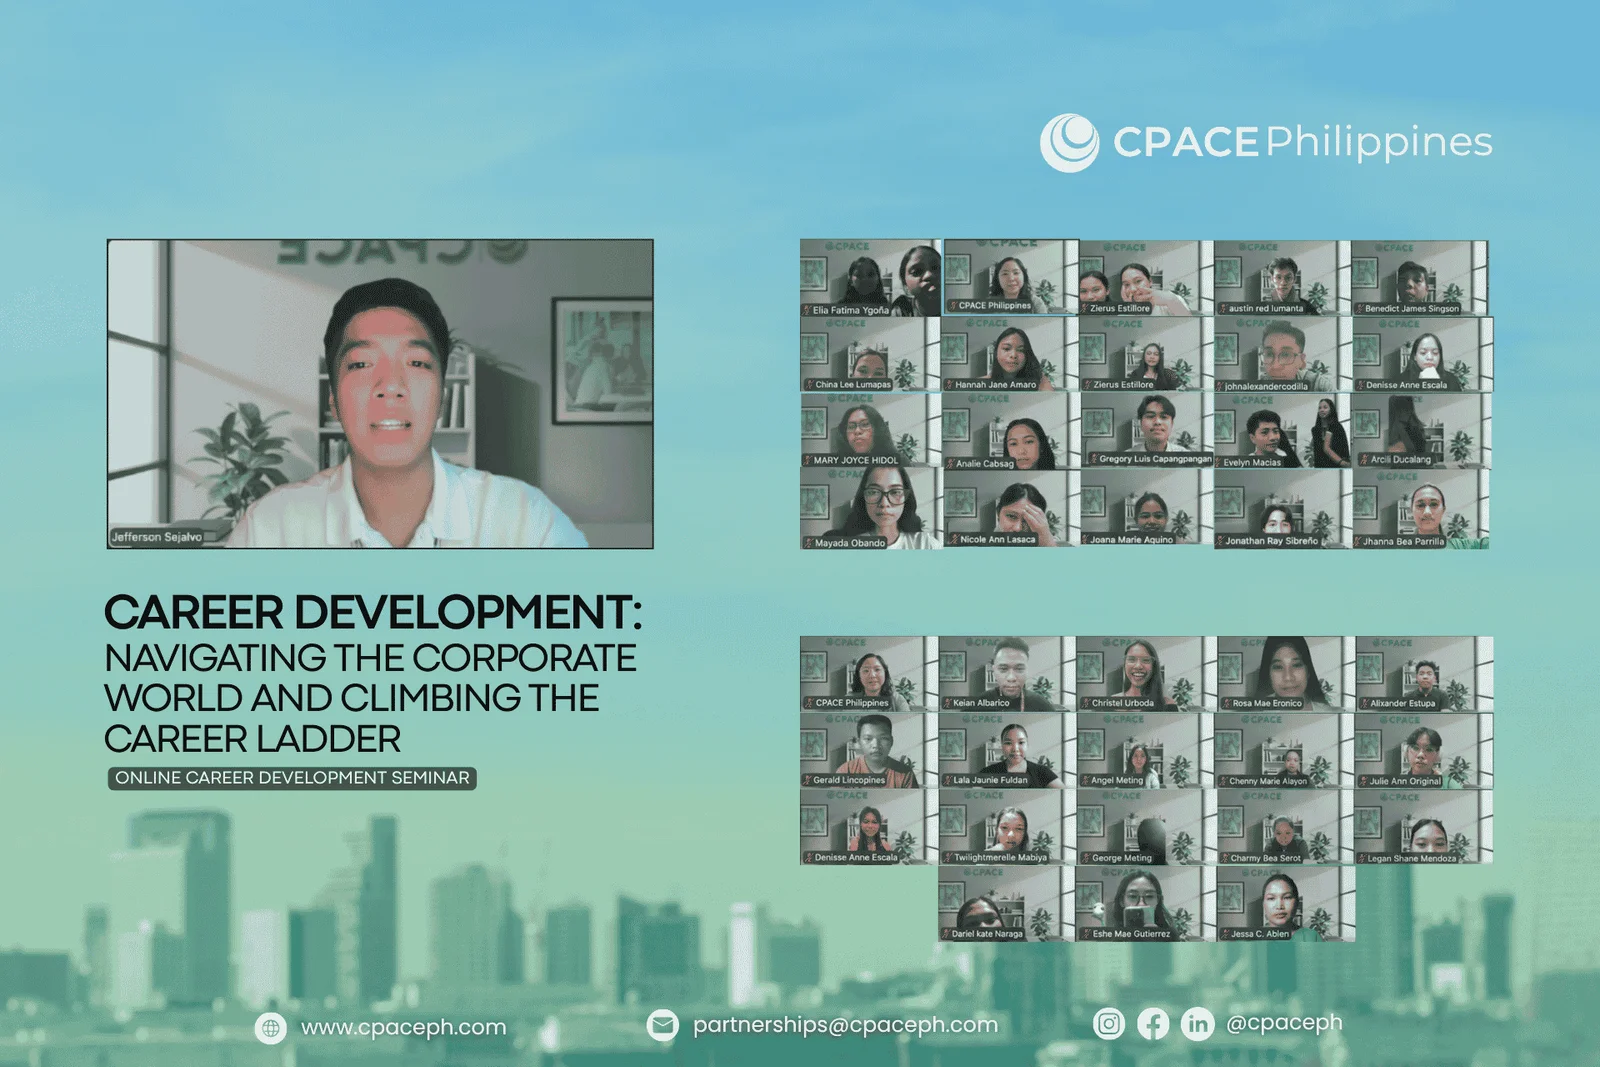 CPACE Philippines
CPACE
Jefferson Sejalvo
CAREER DEVELOPMENT:
NAVIGATING THE CORPORATE
WORLD AND CLIMBING THE
CAREER LADDER
ONLINE CAREER DEVELOPMENT SEMINAR
Elia Fatima Ygoña
CPACE Philippines
Zierus Estillore
austin red lumanta
Benedict James Singson
China Lee Lumapas
Hannah Jane Amaro
Zierus Estillore
johnalexandercodilla
Denisse Anne Escala
MARY JOYCE HIDOL
Analie Cabsag
Gregory Luis Capangpangan
Evelyn Macias
Arcili Ducalang
Mayada Obando
Nicole Ann Lasaca
Joana Marie Aquino
Jonathan Ray Sibreño
Jhanna Bea Parrilla
CPACE Philippines
Keian Albarico
Christel Urboda
Rosa Mae Eronico
Alixander Estupa
Gerald Lincopines
Lala Jaunie Fuldan
Angel Meting
Chenny Marie Alayon
Julie Ann Original
Denisse Anne Escala
Twilightmerelle Mabiya
George Meting
Charmy Bea Serot
Legan Shane Mendoza
Dariel kate Naraga
Eshe Mae Gutierrez
Jessa C. Ablen
www.cpaceph.com
partnerships@cpaceph.com
@cpaceph